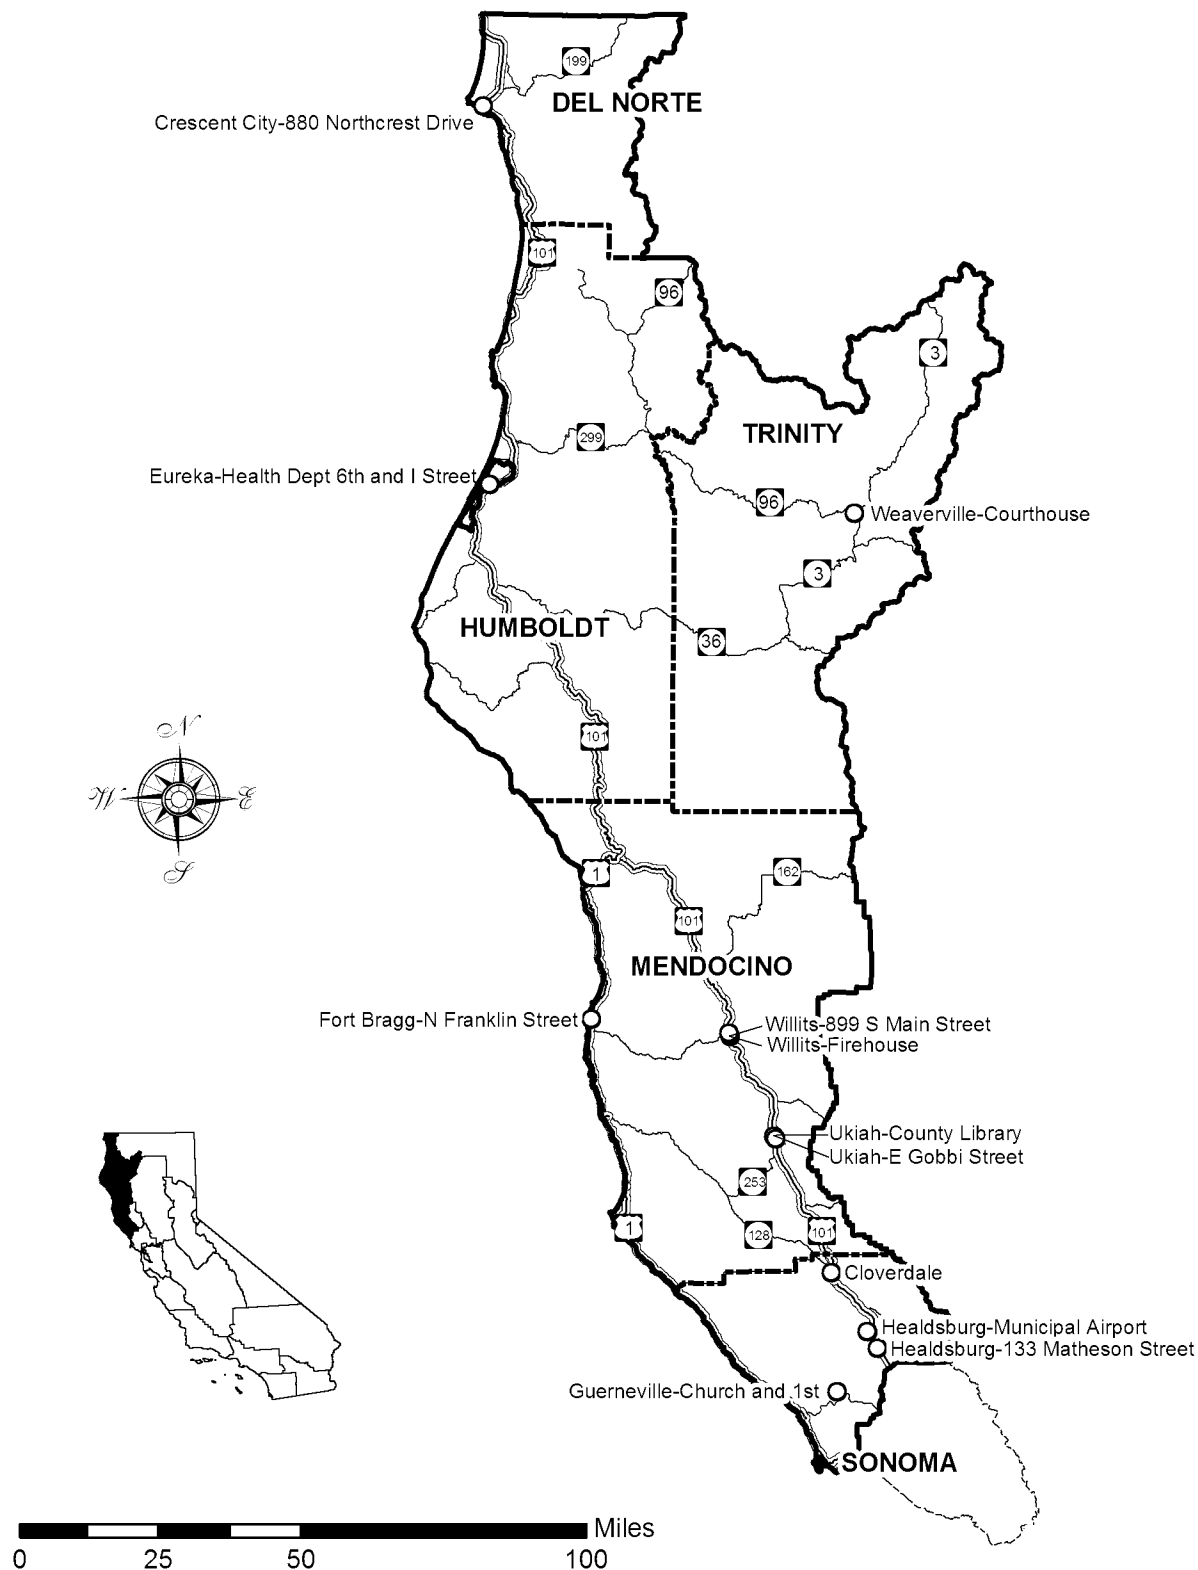 199
DEL NORTE
Crescent City-880 Northcrest Drive
101
96
3
TRINITY
299
Eureka-Health Dept 6th and I Street
96
Weaverville-Courthouse
3
HUMBOLDT
36
N
101
W
E
S
1
162
101
MENDOCINO
Fort Bragg-N Franklin Street
Willits-899 S Main Street
Willits-Firehouse
Ukiah-County Library
Ukiah-E Gobbi Street
253
1
128
101
Cloverdale
Healdsburg-Municipal Airport
Healdsburg-133 Matheson Street
Guerneville-Church and 1st
SONOMA
Miles
0 25 50 100